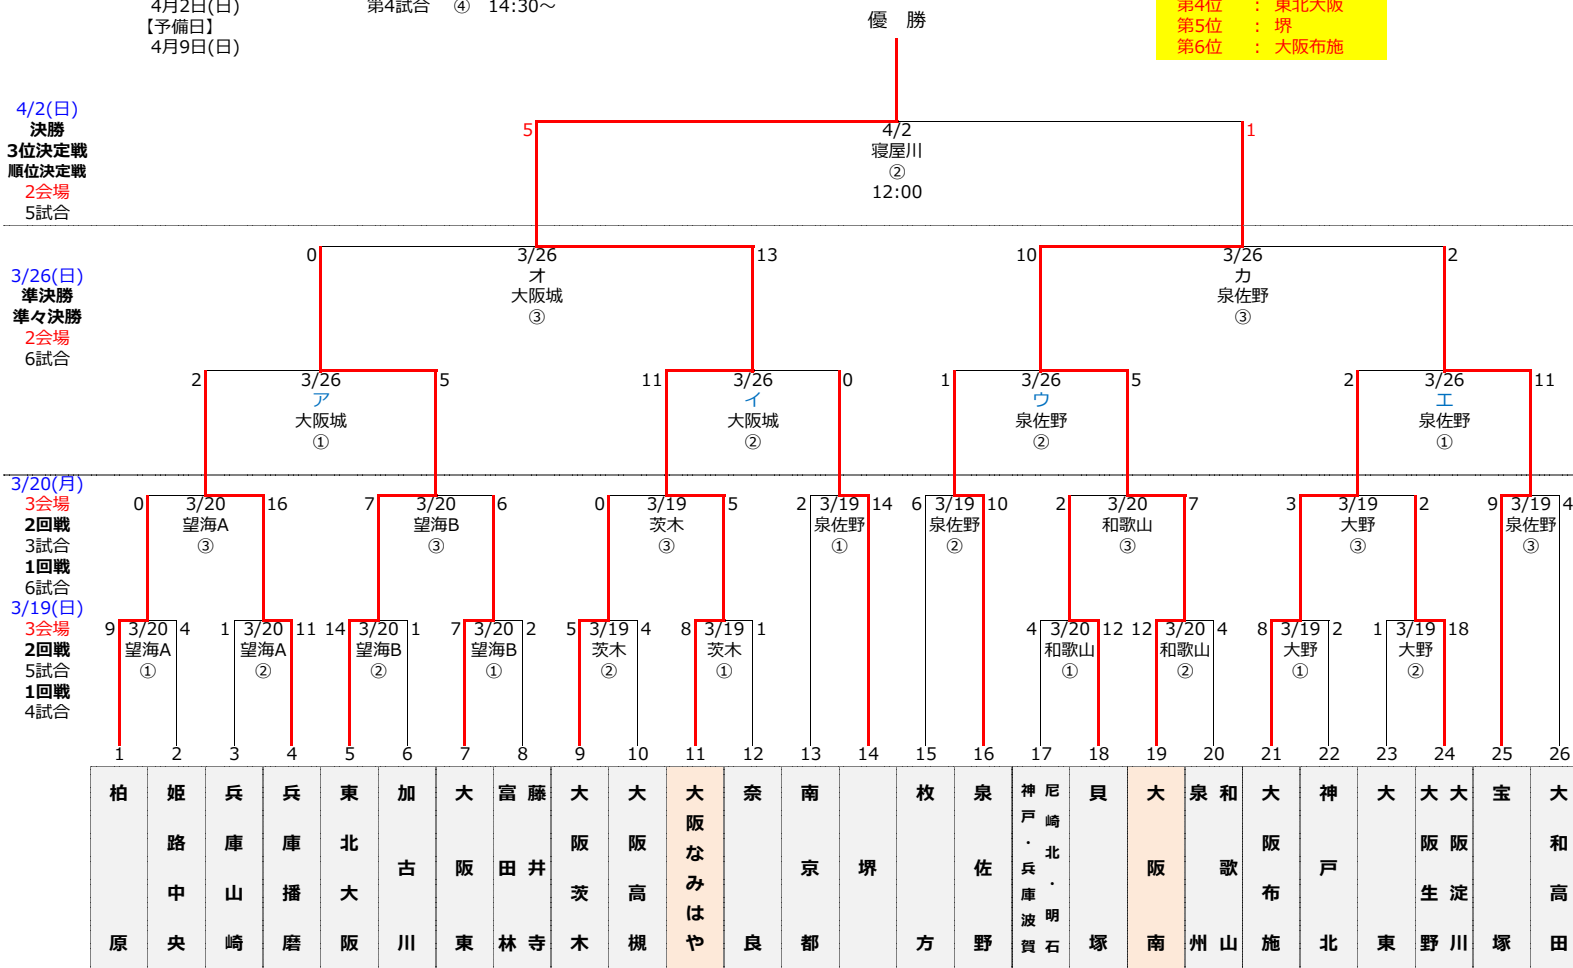 4月2日(日)
第4試合 ④ 14:30～
【予備日】
4月9日(日)
第4位 : 東北大阪
第5位 : 堺
第6位 : 大阪布施
優 勝
4/2(日)
決勝
3位決定戦
順位決定戦
2会場
5試合
5 4/2 1
寝屋川
②
12:00
3/26(日)
準決勝
準々決勝
2会場
6試合
0 3/26 13
オ
大阪城
③
10 3/26 2
カ
泉佐野
③
2 3/26 5
ア
大阪城
①
11 3/26 0
イ
大阪城
②
1 3/26 5
ウ
泉佐野
②
2 3/26 11
エ
泉佐野
①
3/20(月)
3会場
2回戦
3試合
1回戦
6試合
0 3/20 16
望海A
③
7 3/20 6
望海B
③
0 3/19 5
茨木
③
2 3/19 14
泉佐野
①
6 3/19 10
泉佐野
②
2 3/20 7
和歌山
③
3 3/19 2
大野
③
9 3/19 4
泉佐野
③
3/19(日)
3会場
2回戦
5試合
1回戦
4試合
9 3/20 4
望海A
①
1 3/20 11
望海A
②
14 3/20 1
望海B
②
7 3/20 2
望海B
①
5 3/19 4
茨木
②
8 3/19 1
茨木
①
4 3/20 12
和歌山
①
12 3/20 4
和歌山
②
8 3/19 2
大野
①
1 3/19 18
大野
②
1 2 3 4 5 6 7 8 9 10 11 12 13 14 15 16 17 18 19 20 21 22 23 24 25 26
柏原
姫路中央
兵庫山崎
兵庫播磨
東北大阪
加古川
大阪東
藤井寺
富田林
大阪茨木
大阪高槻
大阪なみはや
奈良
南京都
堺
枚方
泉佐野
尼崎北・明石
神戸・兵庫波賀
貝塚
大阪南
和歌山
泉州
大阪布施
神戸北
大東
大阪淀川
大阪生野
宝塚
大和高田